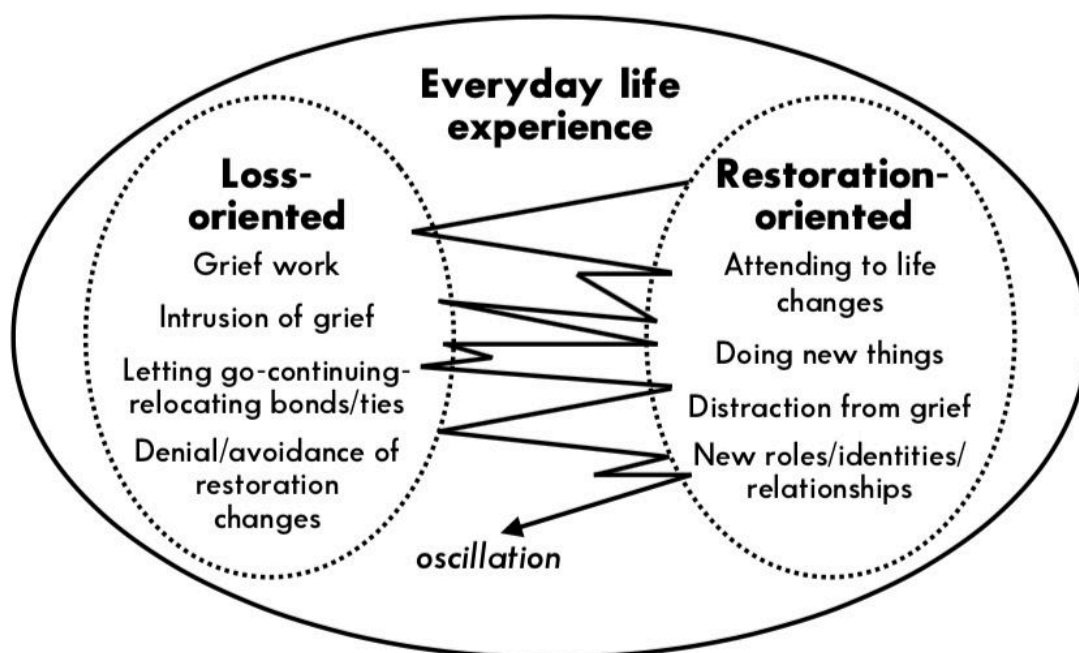 Everyday life
experience
Loss-
oriented
Grief work
Intrusion of grief
Letting go-continuing-
relocating bonds/ties
Denial/avoidance of
restoration
changes
Restoration-
oriented
Attending to life
changes
Doing new things
Distraction from grief
New roles/identities/
relationships
oscillation